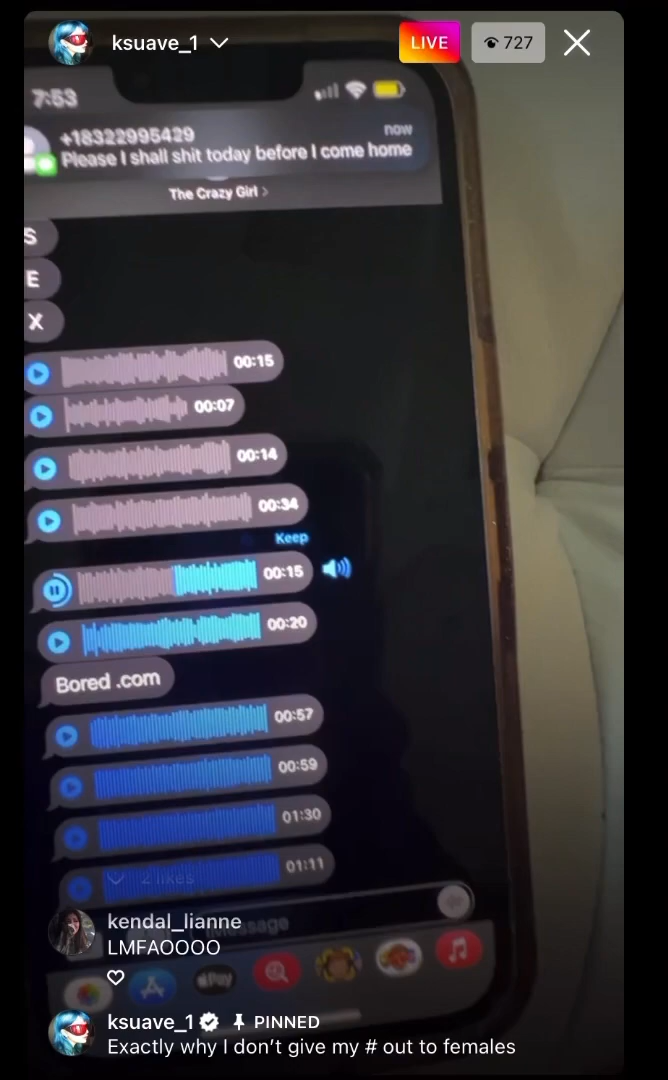 ksuave_1
LIVE
727
7:53
+18322995429
now
Please I shall shit today before I come home
The Crazy Girl >
S
E
X
00:15
00:07
00:14
00:34
Keep
00:15
00:20
Bored .com
00:57
00:59
01:30
01:11
2 likes
kendal_lianne
LMFAOOOO
Pay
ksuave_1 PINNED
Exactly why I don't give my # out to females